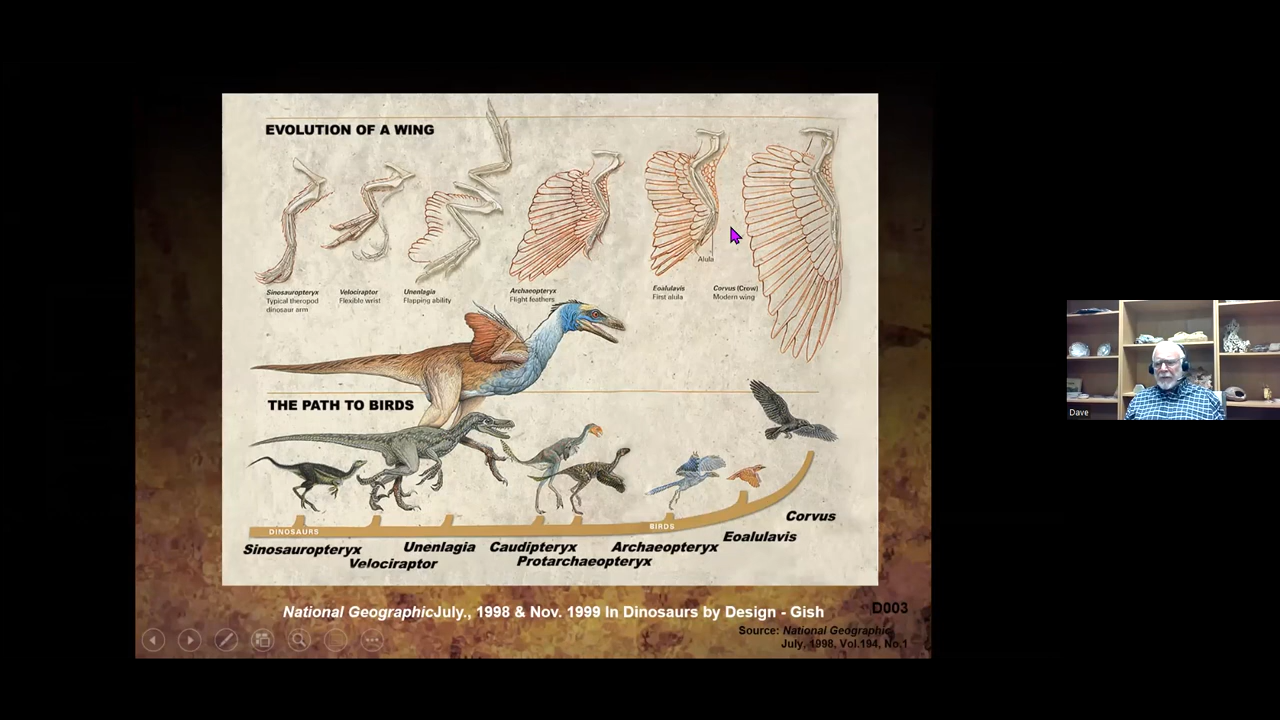 EVOLUTION OF A WING
Alula
Sinosauropteryx
Typical theropod
dinosaur arm
Velociraptor
Flexible wrist
Unenlagia
Flapping ability
Archaeopteryx
Flight feathers
Eoalulavis
First alula
Corvus (Crow)
Modern wing
THE PATH TO BIRDS
DINOSAURS
BIRDS
Corvus
Eoalulavis
Sinosauropteryx
Unenlagia
Caudipteryx
Archaeopteryx
Velociraptor
Protarchaeopteryx
National GeographicJuly., 1998 & Nov. 1999 In Dinosaurs by Design - Gish
D003
Source: National Geographic
July, 1998, Vol.194, No.1
Dave